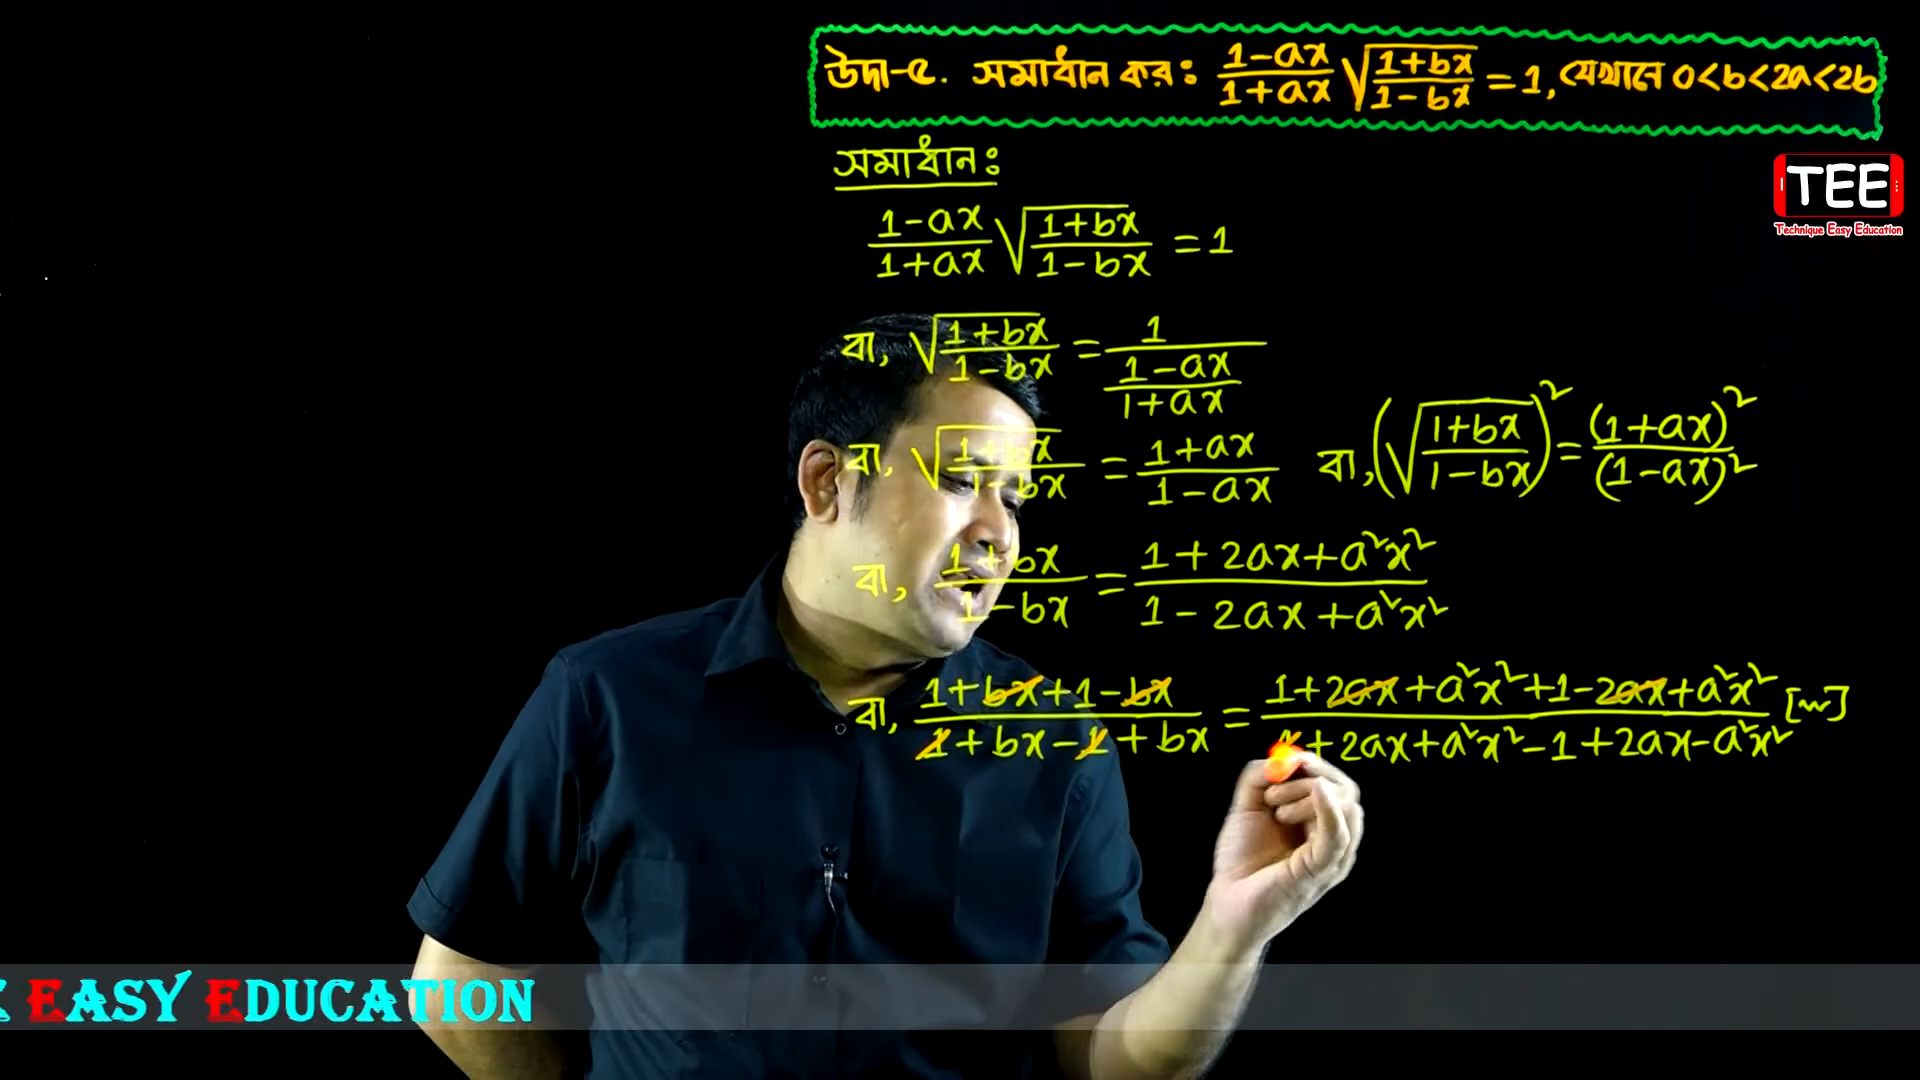 উদা-৫. সমাধান কর: (1-ax)/(1+ax) √((1+bx)/(1-bx)) = 1, যেখানে 0<b<2a<2b
সমাধান:
TEE
Technique Easy Education
(1-ax)/(1+ax) √((1+bx)/(1-bx)) = 1
বা, √((1+bx)/(1-bx)) = 1/((1-ax)/(1+ax))
বা, √((1+bx)/(1-bx)) = (1+ax)/(1-ax)
বা, (√((1+bx)/(1-bx)))² = (1+ax)²/(1-ax)²
বা, (1+bx)/(1-bx) = (1+2ax+a²x²)/(1-2ax+a²x²)
বা, (1+bx+1-bx)/(1+bx-1+bx) = (1+2ax+a²x²+1-2ax+a²x²)/(1+2ax+a²x²-1+2ax-a²x²)
EASY EDUCATION